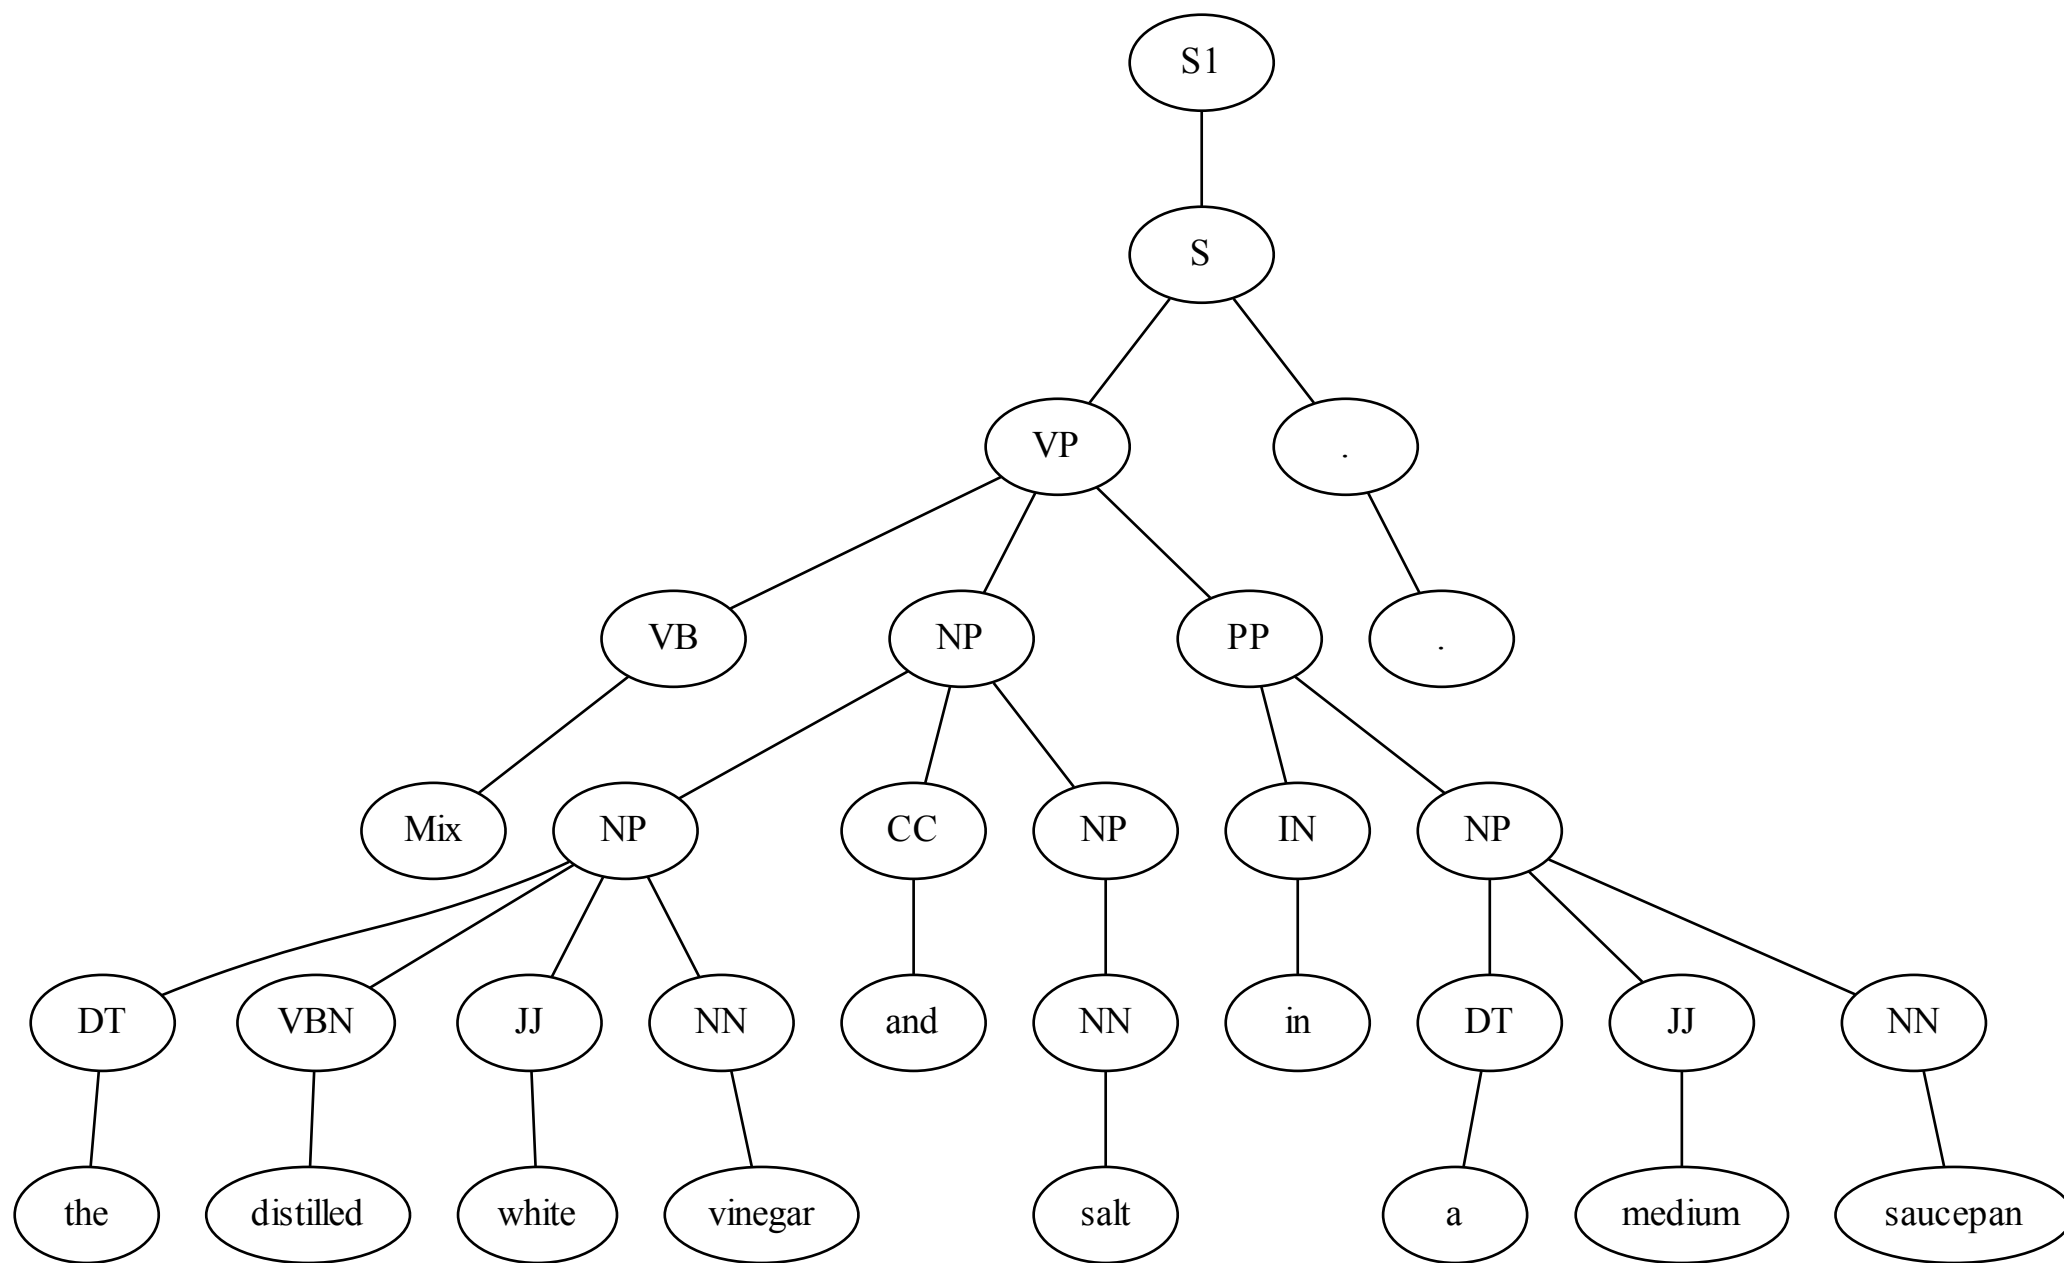 S1
S
VP .
VB NP PP .
Mix NP CC NP IN NP
DT VBN JJ NN and NN in DT JJ NN
the distilled white vinegar salt a medium saucepan